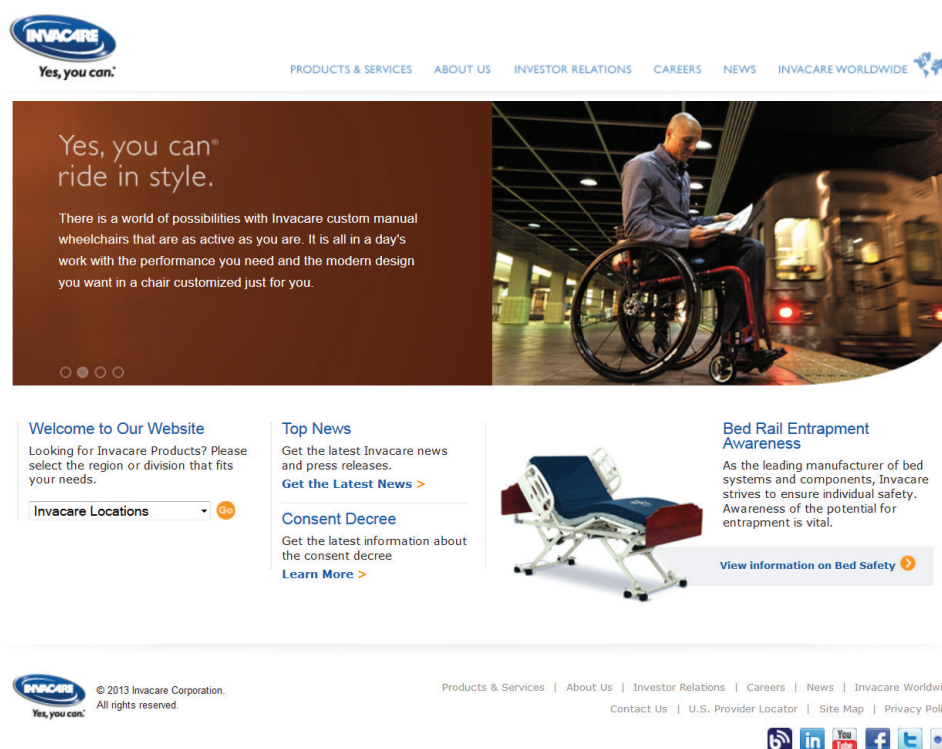 INVACARE
Yes, you can.
PRODUCTS & SERVICES ABOUT US INVESTOR RELATIONS CAREERS NEWS INVACARE WORLDWIDE
Yes, you can®
ride in style.
There is a world of possibilities with Invacare custom manual
wheelchairs that are as active as you are. It is all in a day's
work with the performance you need and the modern design
you want in a chair customized just for you.
Welcome to Our Website
Looking for Invacare Products? Please
select the region or division that fits
your needs.
Invacare Locations Go
Top News
Get the latest Invacare news
and press releases.
Get the Latest News >
Consent Decree
Get the latest information about
the consent decree
Learn More >
Bed Rail Entrapment
Awareness
As the leading manufacturer of bed
systems and components, Invacare
strives to ensure individual safety.
Awareness of the potential for
entrapment is vital.
View information on Bed Safety
INVACARE
Yes, you can.
© 2013 Invacare Corporation.
All rights reserved.
Products & Services | About Us | Investor Relations | Careers | News | Invacare Worldwi
Contact Us | U.S. Provider Locator | Site Map | Privacy Poli
in You Tube f t